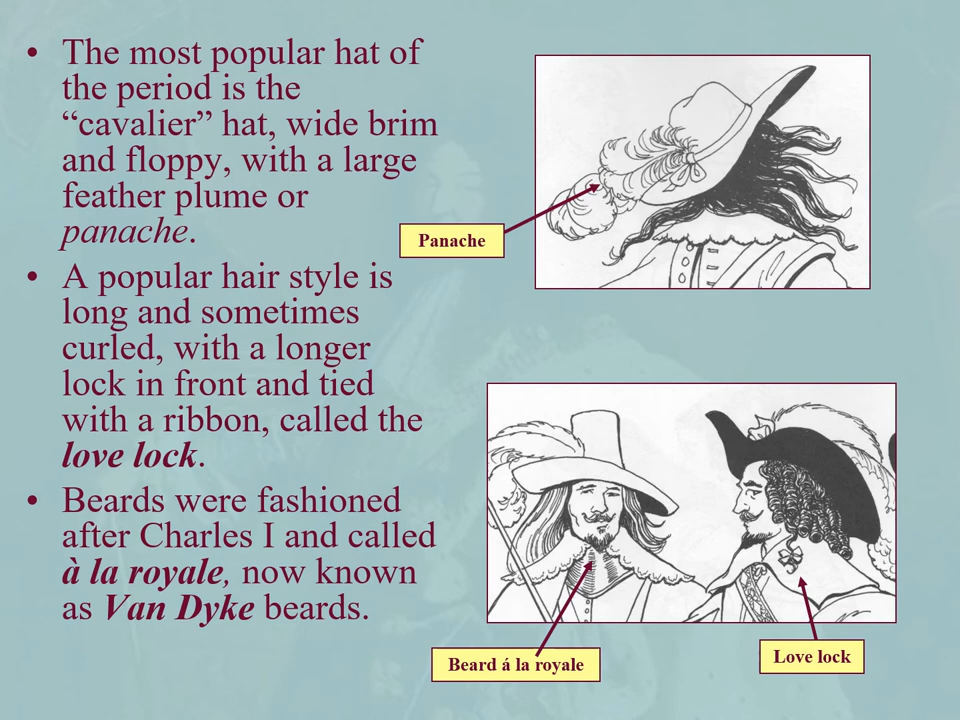 • The most popular hat of
the period is the
“cavalier” hat, wide brim
and floppy, with a large
feather plume or
panache.
• A popular hair style is
long and sometimes
curled, with a longer
lock in front and tied
with a ribbon, called the
love lock.
• Beards were fashioned
after Charles I and called
à la royale, now known
as Van Dyke beards.
Panache
Beard á la royale
Love lock